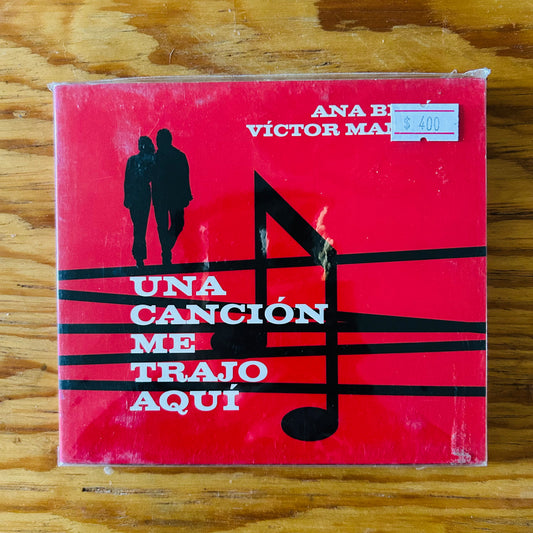 ANA
VÍCTOR
$ 400
UNA
CANCIÓN
ME
TRAJO
AQUÍ